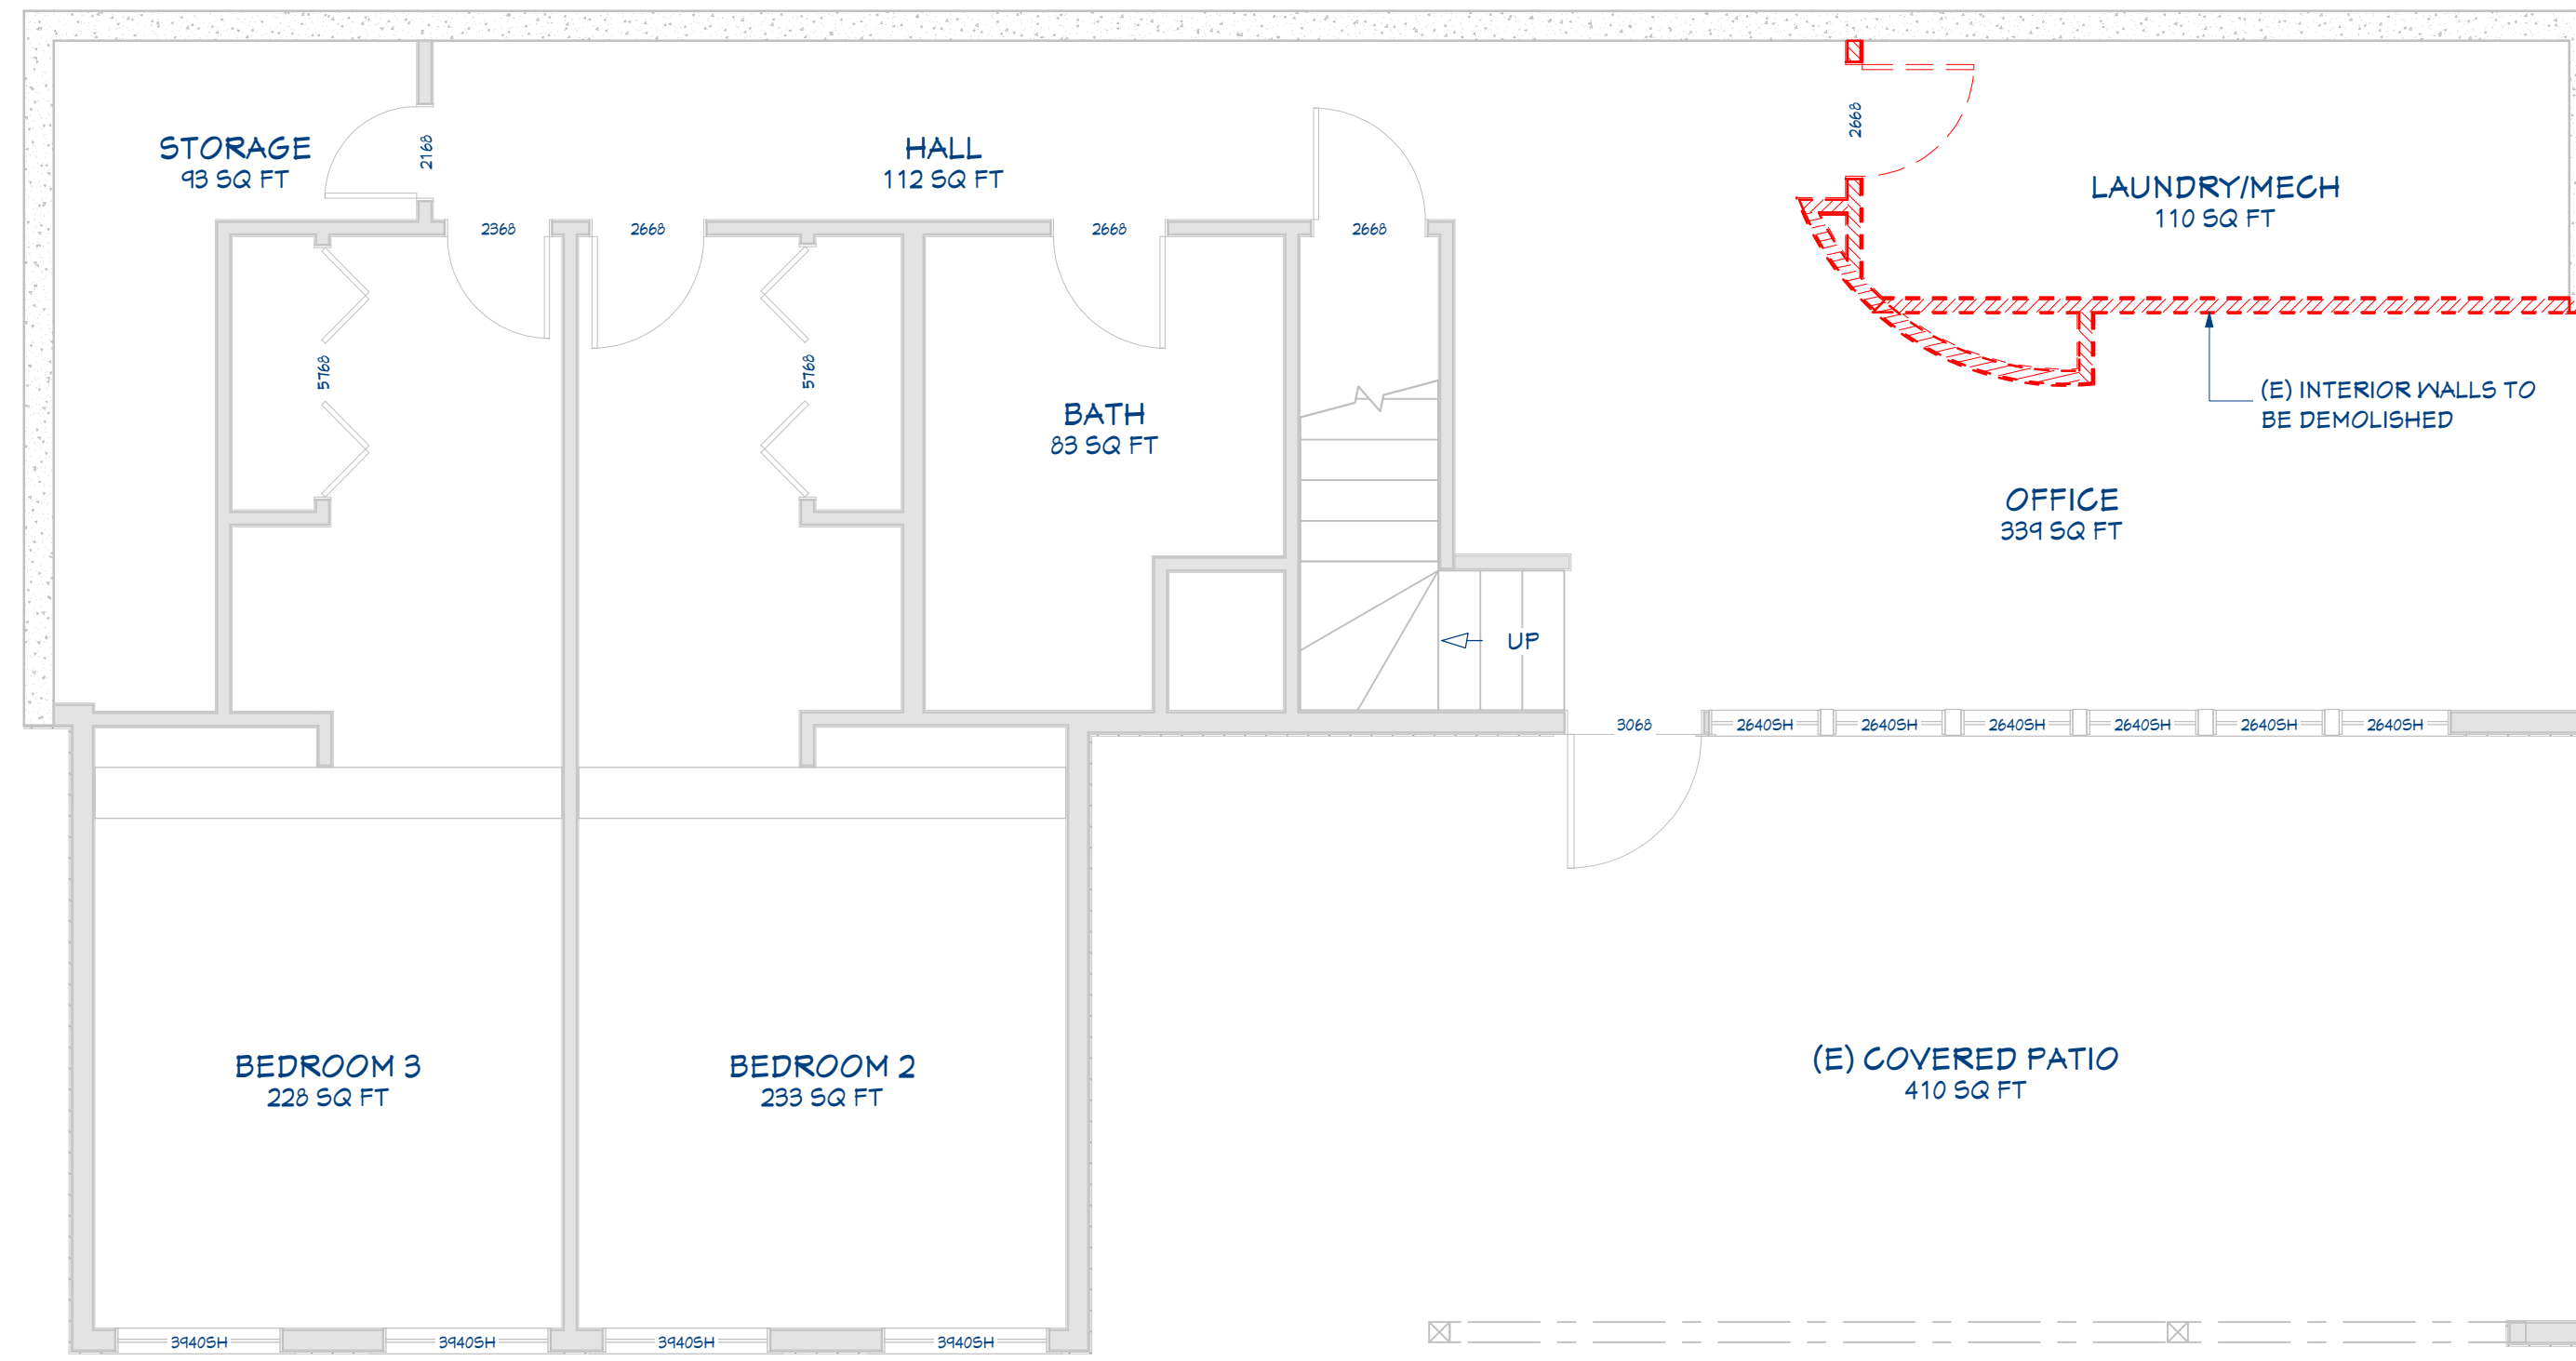 STORAGE
93 SQ FT
2168
HALL
112 SQ FT
2668
LAUNDRY/MECH
110 SQ FT
2368
2668
2668
2668
5768
5768
(E) INTERIOR WALLS TO
BE DEMOLISHED
BATH
83 SQ FT
OFFICE
339 SQ FT
UP
3068
2640SH
2640SH
2640SH
2640SH
2640SH
2640SH
BEDROOM 3
228 SQ FT
BEDROOM 2
233 SQ FT
(E) COVERED PATIO
410 SQ FT
3940SH
3940SH
3940SH
3940SH